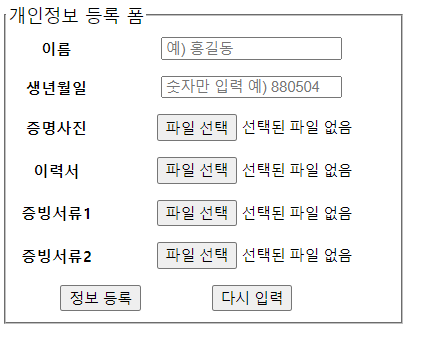 개인정보 등록 폼
이름 예) 홍길동
생년월일 숫자만 입력 예) 880504
증명사진 파일 선택 선택된 파일 없음
이력서 파일 선택 선택된 파일 없음
증빙서류1 파일 선택 선택된 파일 없음
증빙서류2 파일 선택 선택된 파일 없음
정보 등록 다시 입력